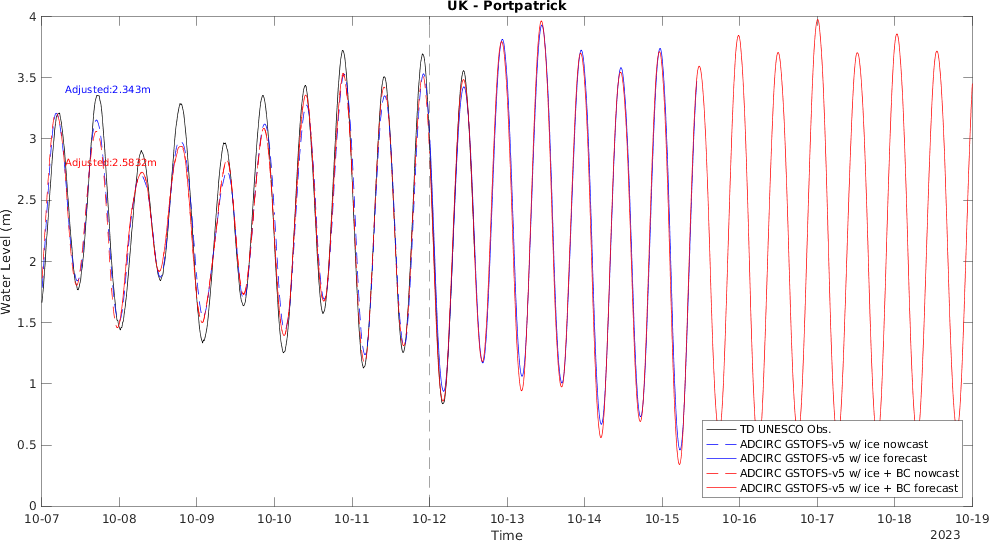 UK - Portpatrick
4
3.5
3
2.5
2
1.5
1
0.5
0
Water Level (m)
Adjusted:2.343m
Adjusted:2.5832m
TD UNESCO Obs.
ADCIRC GSTOFS-v5 w/ ice nowcast
ADCIRC GSTOFS-v5 w/ ice forecast
ADCIRC GSTOFS-v5 w/ ice + BC nowcast
ADCIRC GSTOFS-v5 w/ ice + BC forecast
10-07 10-08 10-09 10-10 10-11 10-12 10-13 10-14 10-15 10-16 10-17 10-18 10-19
Time
2023